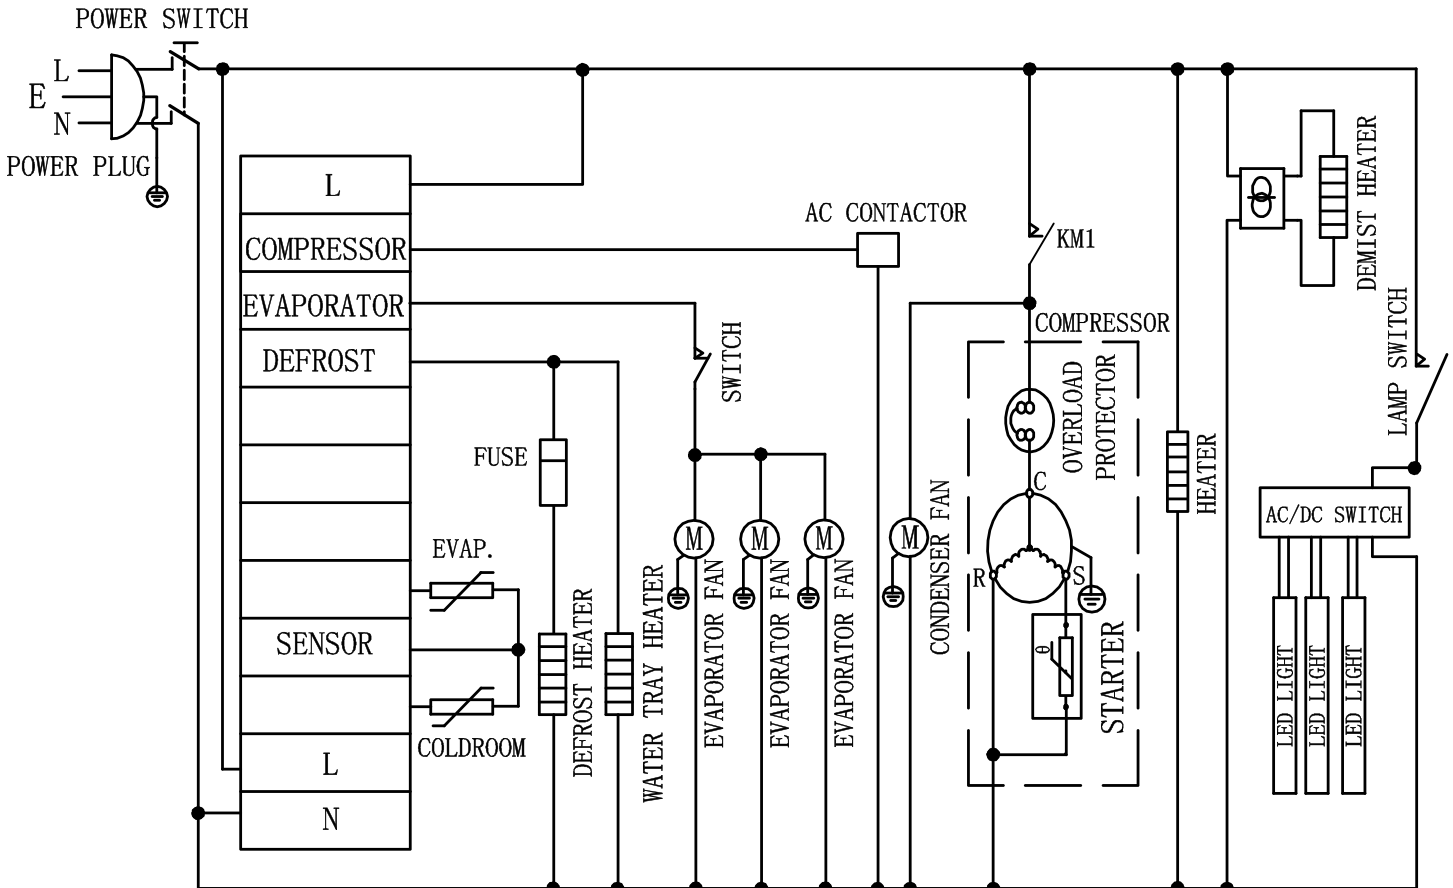 POWER SWITCH
L
E
N
POWER PLUG
L
COMPRESSOR
EVAPORATOR
DEFROST
SENSOR
L
N
EVAP.
COLDROOM
FUSE
DEFROST HEATER
WATER TRAY HEATER
SWITCH
M
M
M
M
EVAPORATOR FAN
EVAPORATOR FAN
EVAPORATOR FAN
CONDENSER FAN
AC CONTACTOR
KM1
COMPRESSOR
OVERLOAD
PROTECTOR
C
R
S
θ
STARTER
HEATER
DEMIST HEATER
LAMP SWITCH
AC/DC SWITCH
LED LIGHT
LED LIGHT
LED LIGHT